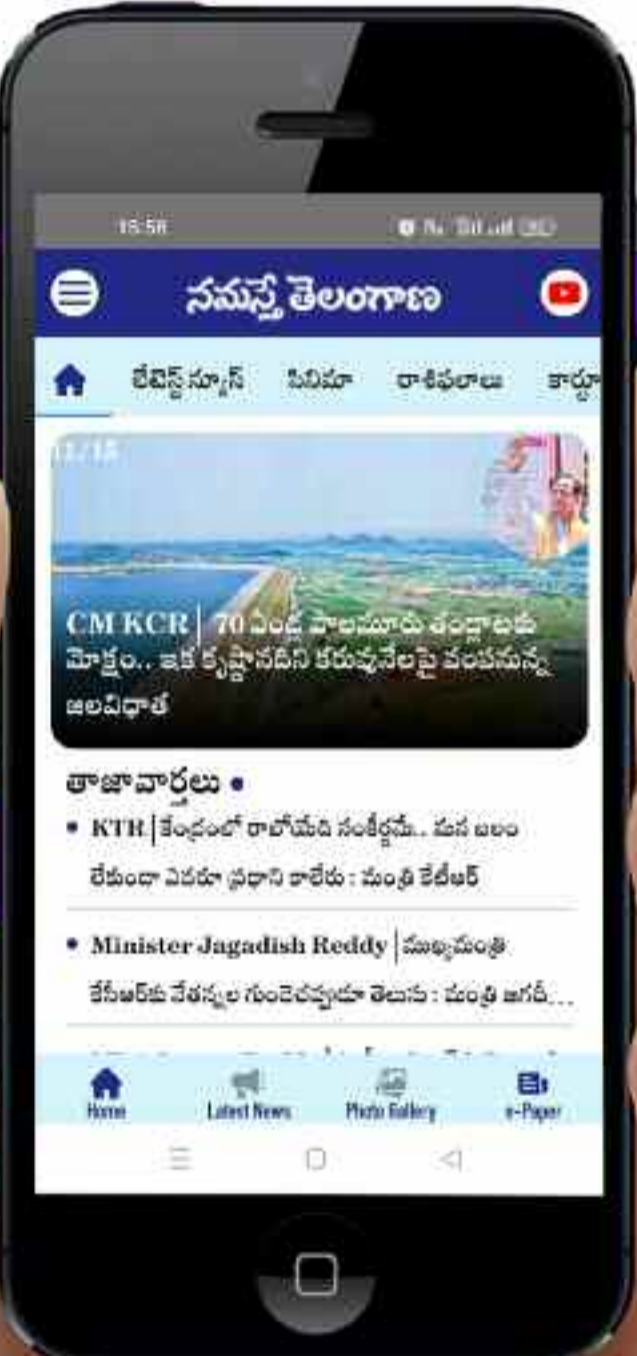 నమస్తే తెలంగాణ
లేటెస్ట్ న్యూస్ సినిమా రాశిఫలాలు కార్టూ
CM KCR | 70 ఏండ్ల పాలమూరు తండ్లాటకు
మోక్షం.. ఇక కృష్ణానదిని కరువునేలపై వంపనున్న
జలవిధాత
తాజావార్తలు
KTR | కేంద్రంలో రాబోయేది సంకీర్ణమే.. మన బలం
లేకుండా ఎవరూ ప్రధాని కాలేరు : మంత్రి కేటీఆర్
Minister Jagadish Reddy | ముఖ్యమంత్రి
కేసీఆర్‌కు నేతన్నల గుండెచప్పుడూ తెలుసు : మంత్రి జగదీ...
Home Latest News Photo Gallery e-Paper